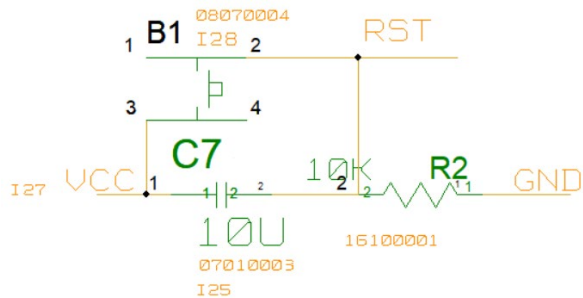 08070004
1 B1 2 RST
I28
3 4
C7
10K
I27 VCC 1 1 2 2 2 2 R2 1 1 GND
10U
16100001
07010003
I25